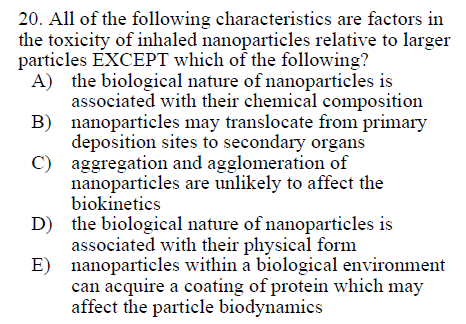 20. All of the following characteristics are factors in
the toxicity of inhaled nanoparticles relative to larger
particles EXCEPT which of the following?
A) the biological nature of nanoparticles is
associated with their chemical composition
B) nanoparticles may translocate from primary
deposition sites to secondary organs
C) aggregation and agglomeration of
nanoparticles are unlikely to affect the
biokinetics
D) the biological nature of nanoparticles is
associated with their physical form
E) nanoparticles within a biological environment
can acquire a coating of protein which may
affect the particle biodynamics